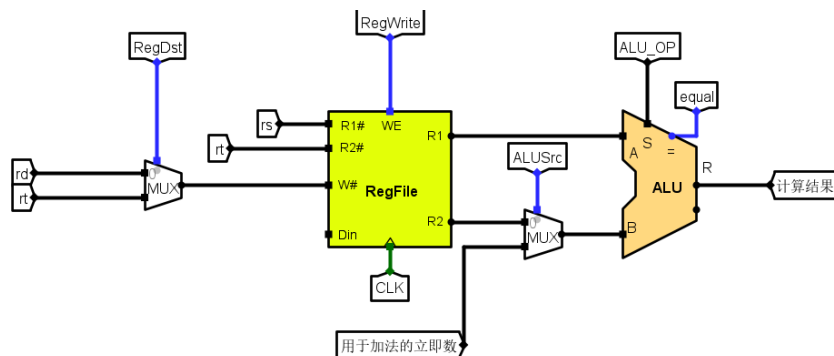 RegWrite
RegDst
ALU_OP
equal
rs
R1#
WE
R1
rt
R2#
A
S
=
R
rd
0
MUX
W#
RegFile
ALUSrc
ALU
计算结果
rt
R2
0
MUX
B
Din
CLK
用于加法的立即数